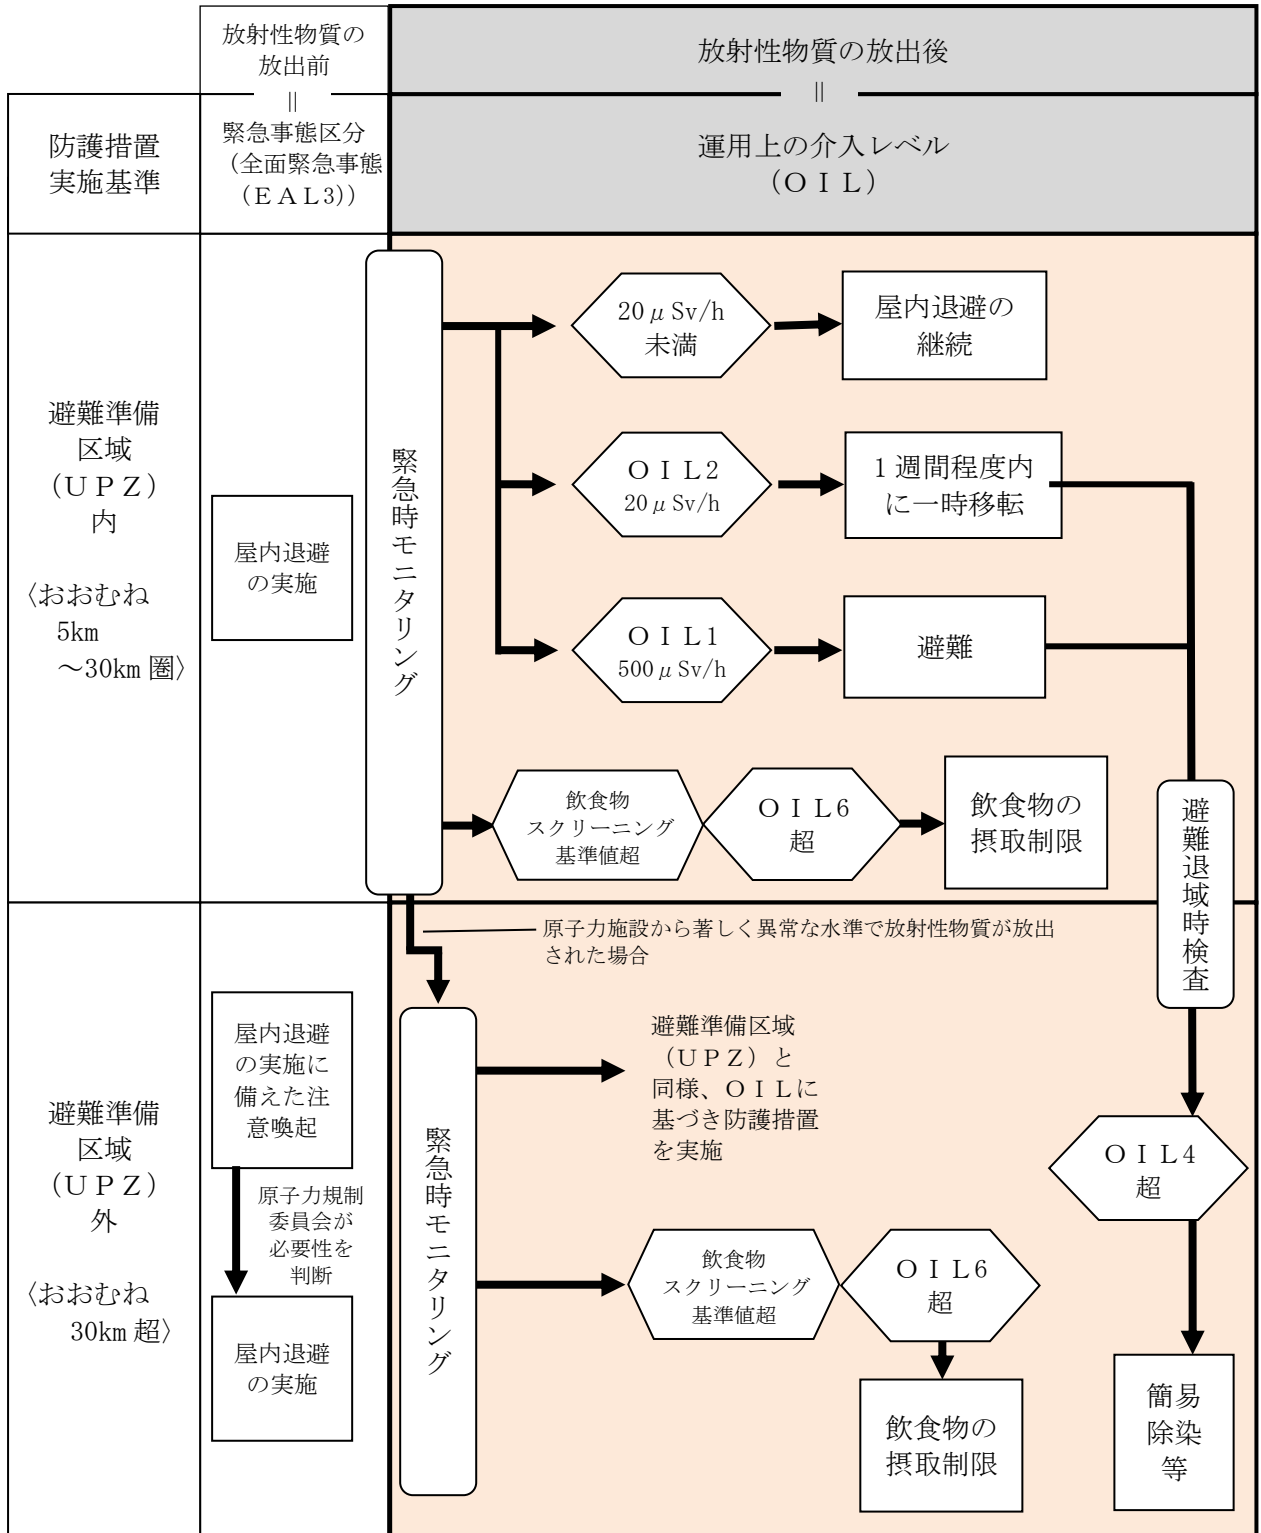 放射性物質の
放出前
||
緊急事態区分
(全面緊急事態
(EAL3))
放射性物質の放出後
||
運用上の介入レベル
(OIL)
防護措置
実施基準
避難準備
区域
(UPZ)
内
〈おおむね
5km
～30km圏〉
屋内退避
の実施
緊急時モニタリング
20μSv/h
未満
屋内退避の
継続
OIL2
20μSv/h
1週間程度内
に一時移転
OIL1
500μSv/h
避難
飲食物
スクリーニング
基準値超
OIL6
超
飲食物の
摂取制限
避難退域時検査
原子力施設から著しく異常な水準で放射性物質が放出
された場合
避難準備
区域
(UPZ)
外
〈おおむね
30km超〉
屋内退避
の実施に
備えた注
意喚起
原子力規制
委員会が
必要性を
判断
屋内退避
の実施
緊急時モニタリング
避難準備区域
(UPZ)と
同様、OILに
基づき防護措置
を実施
飲食物
スクリーニング
基準値超
OIL6
超
飲食物の
摂取制限
OIL4
超
簡易
除染
等